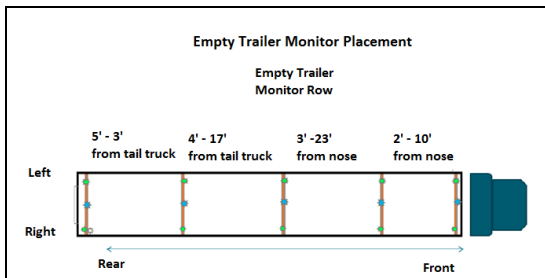 Empty Trailer Monitor Placement
Empty Trailer
Monitor Row
5' - 3'
from tail truck
4' - 17'
from tail truck
3' -23'
from nose
2' - 10'
from nose
Left
Right
Rear
Front